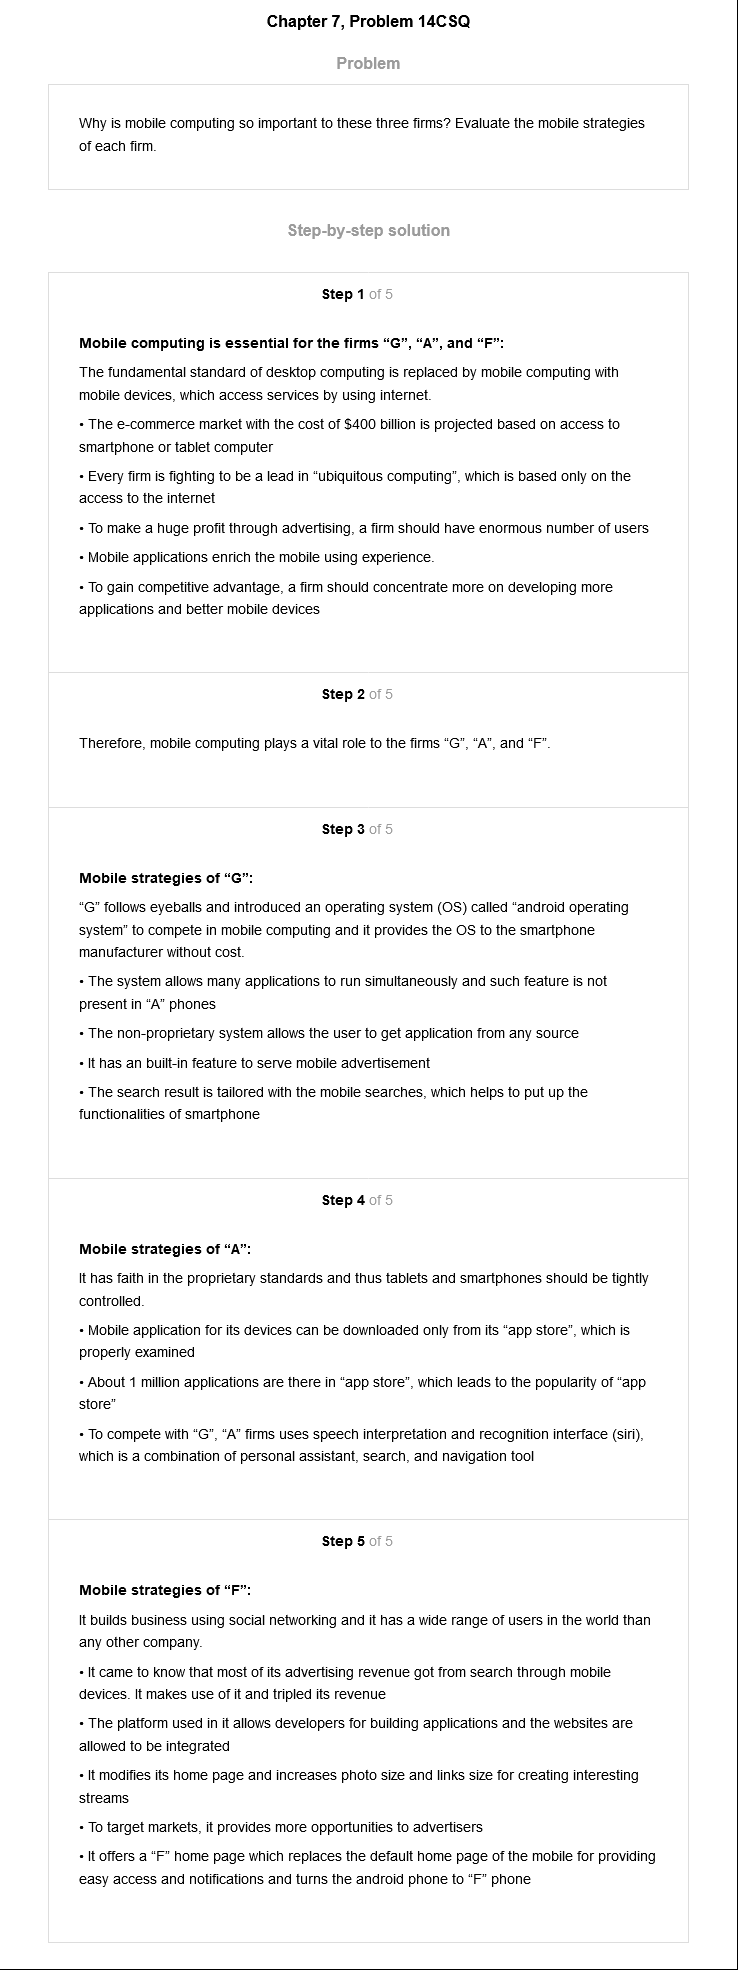 Chapter 7, Problem 14CSQ
Problem
Why is mobile computing so important to these three firms? Evaluate the mobile strategies
of each firm.
Step-by-step solution
Step 1 of 5
Mobile computing is essential for the firms “G”, “A”, and “F”:
The fundamental standard of desktop computing is replaced by mobile computing with
mobile devices, which access services by using internet.
• The e-commerce market with the cost of $400 billion is projected based on access to
smartphone or tablet computer
• Every firm is fighting to be a lead in “ubiquitous computing”, which is based only on the
access to the internet
• To make a huge profit through advertising, a firm should have enormous number of users
• Mobile applications enrich the mobile using experience.
• To gain competitive advantage, a firm should concentrate more on developing more
applications and better mobile devices
Step 2 of 5
Therefore, mobile computing plays a vital role to the firms “G”, “A”, and “F”.
Step 3 of 5
Mobile strategies of “G”:
“G” follows eyeballs and introduced an operating system (OS) called “android operating
system” to compete in mobile computing and it provides the OS to the smartphone
manufacturer without cost.
• The system allows many applications to run simultaneously and such feature is not
present in “A” phones
• The non-proprietary system allows the user to get application from any source
• It has an built-in feature to serve mobile advertisement
• The search result is tailored with the mobile searches, which helps to put up the
functionalities of smartphone
Step 4 of 5
Mobile strategies of “A”:
It has faith in the proprietary standards and thus tablets and smartphones should be tightly
controlled.
• Mobile application for its devices can be downloaded only from its “app store”, which is
properly examined
• About 1 million applications are there in “app store”, which leads to the popularity of “app
store”
• To compete with “G”, “A” firms uses speech interpretation and recognition interface (siri),
which is a combination of personal assistant, search, and navigation tool
Step 5 of 5
Mobile strategies of “F”:
It builds business using social networking and it has a wide range of users in the world than
any other company.
• It came to know that most of its advertising revenue got from search through mobile
devices. It makes use of it and tripled its revenue
• The platform used in it allows developers for building applications and the websites are
allowed to be integrated
• It modifies its home page and increases photo size and links size for creating interesting
streams
• To target markets, it provides more opportunities to advertisers
• It offers a “F” home page which replaces the default home page of the mobile for providing
easy access and notifications and turns the android phone to “F” phone